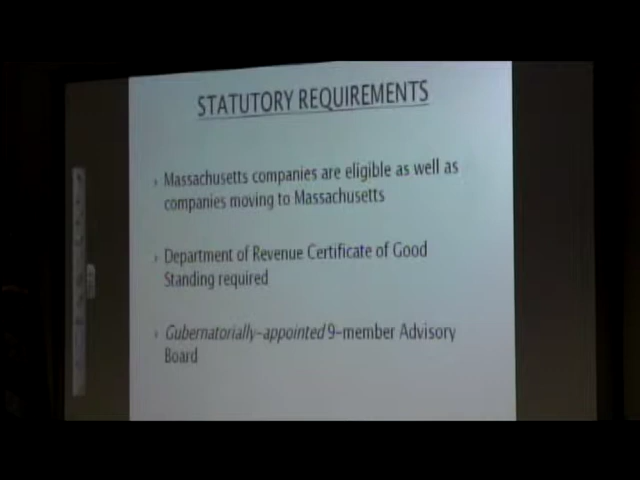 STATUTORY REQUIREMENTS
› Massachusetts companies are eligible as well as
companies moving to Massachusetts
› Department of Revenue Certificate of Good
Standing required
› Gubernatorially-appointed 9-member Advisory
Board